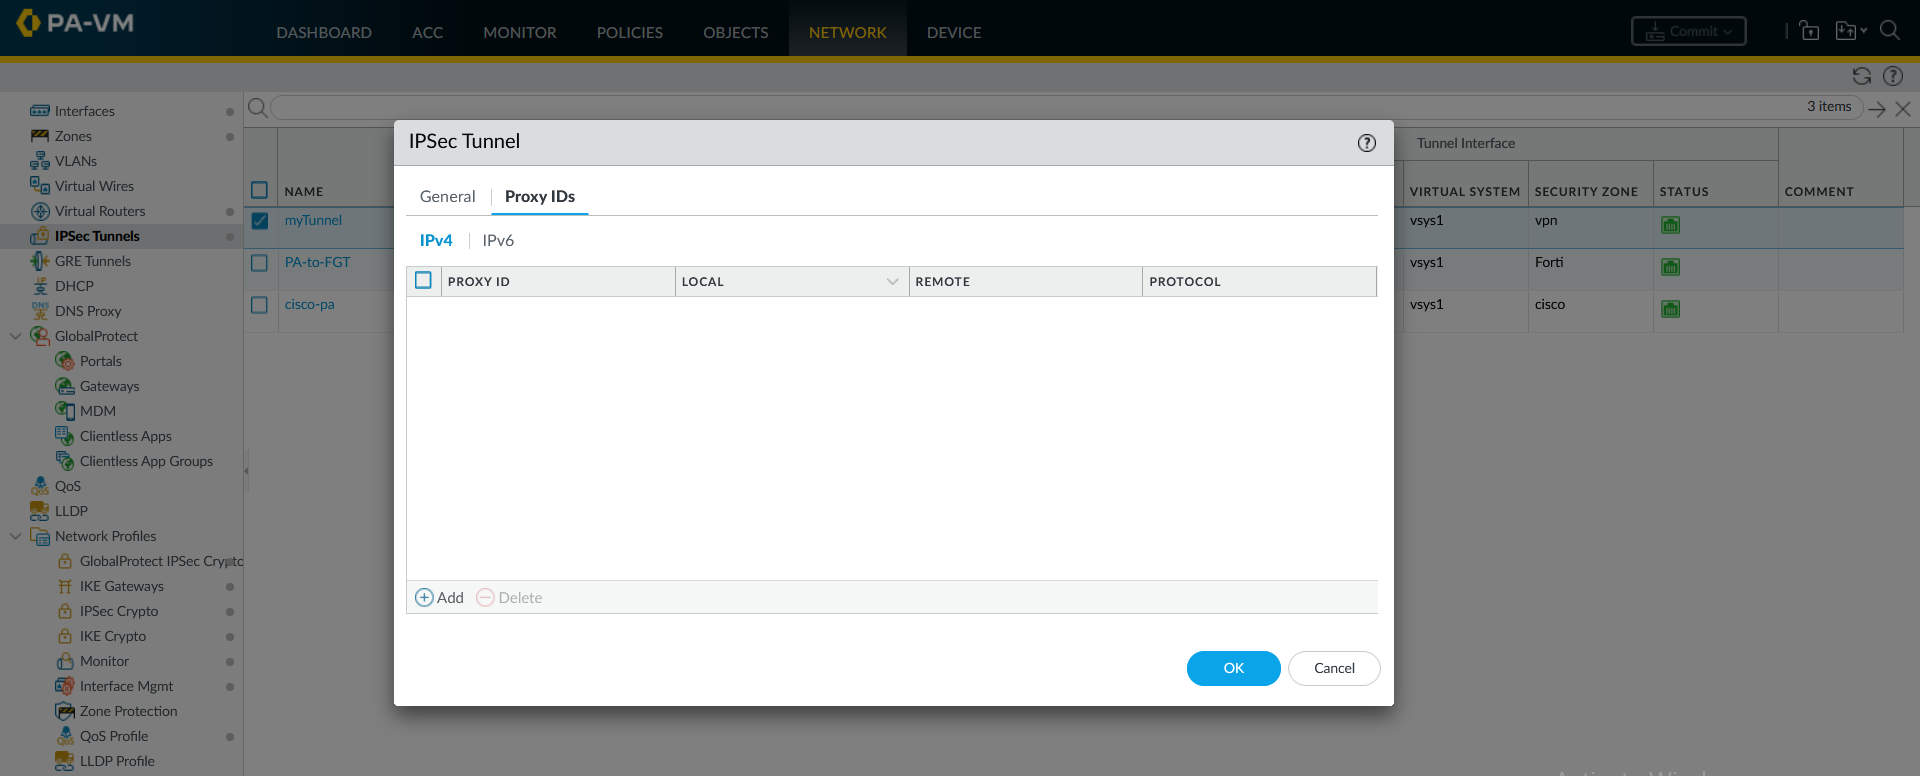 PA-VM
DASHBOARD ACC MONITOR POLICIES OBJECTS NETWORK DEVICE Commit
3 items
Interfaces
Zones
VLANs
Virtual Wires
Virtual Routers
IPSec Tunnels
GRE Tunnels
DHCP
DNS Proxy
GlobalProtect
Portals
Gateways
MDM
Clientless Apps
Clientless App Groups
QoS
LLDP
Network Profiles
GlobalProtect IPSec Crypto
IKE Gateways
IPSec Crypto
IKE Crypto
Monitor
Interface Mgmt
Zone Protection
QoS Profile
LLDP Profile
NAME
myTunnel
PA-to-FGT
cisco-pa
IPSec Tunnel
General Proxy IDs
IPv4 IPv6
PROXY ID LOCAL REMOTE PROTOCOL
Add Delete
OK Cancel
Tunnel Interface
VIRTUAL SYSTEM SECURITY ZONE STATUS COMMENT
vsys1 vpn
vsys1 Forti
vsys1 cisco